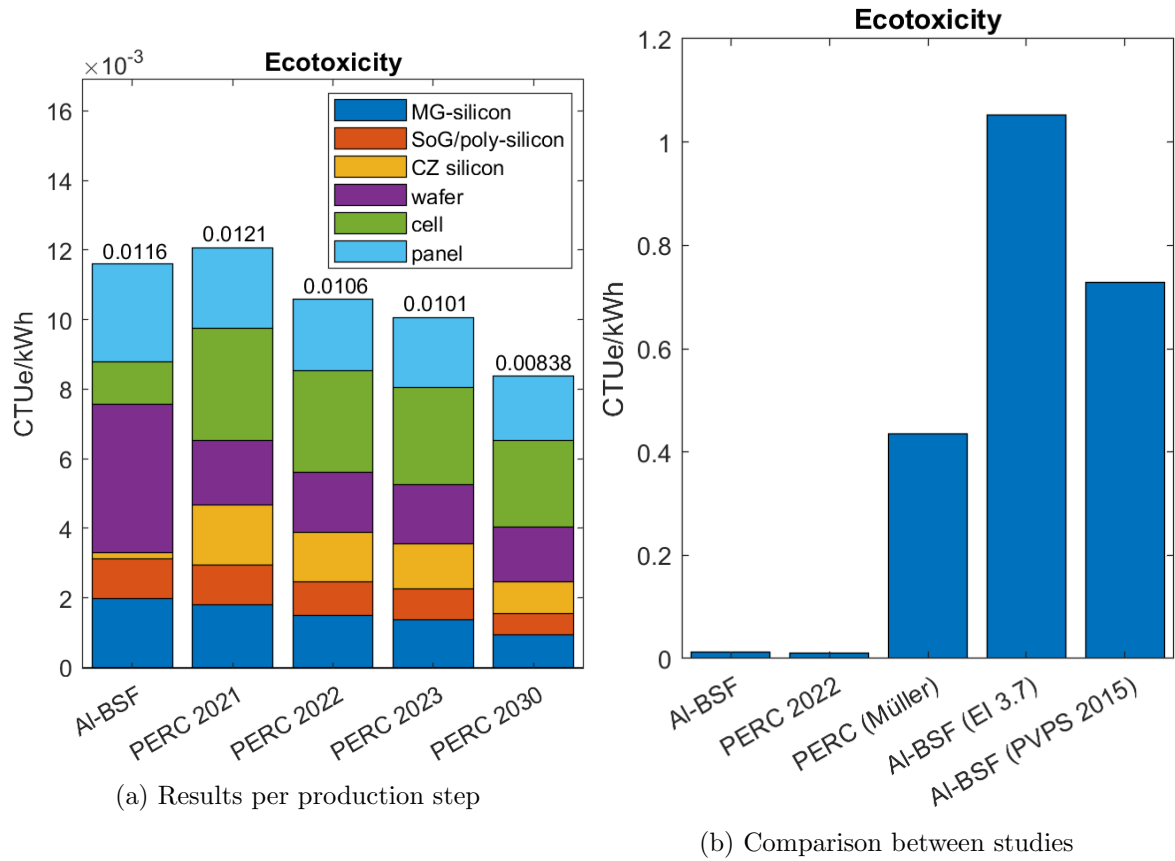 Ecotoxicity
×10⁻³
16
14
12
10
8
6
4
2
0
CTUe/kWh
MG-silicon
SoG/poly-silicon
CZ silicon
wafer
cell
panel
0.0116
0.0121
0.0106
0.0101
0.00838
Al-BSF
PERC 2021
PERC 2022
PERC 2023
PERC 2030
(a) Results per production step
Ecotoxicity
1.2
1
0.8
0.6
0.4
0.2
0
CTUe/kWh
Al-BSF
PERC 2022
PERC (Müller)
Al-BSF (EI 3.7)
Al-BSF (PVPS 2015)
(b) Comparison between studies